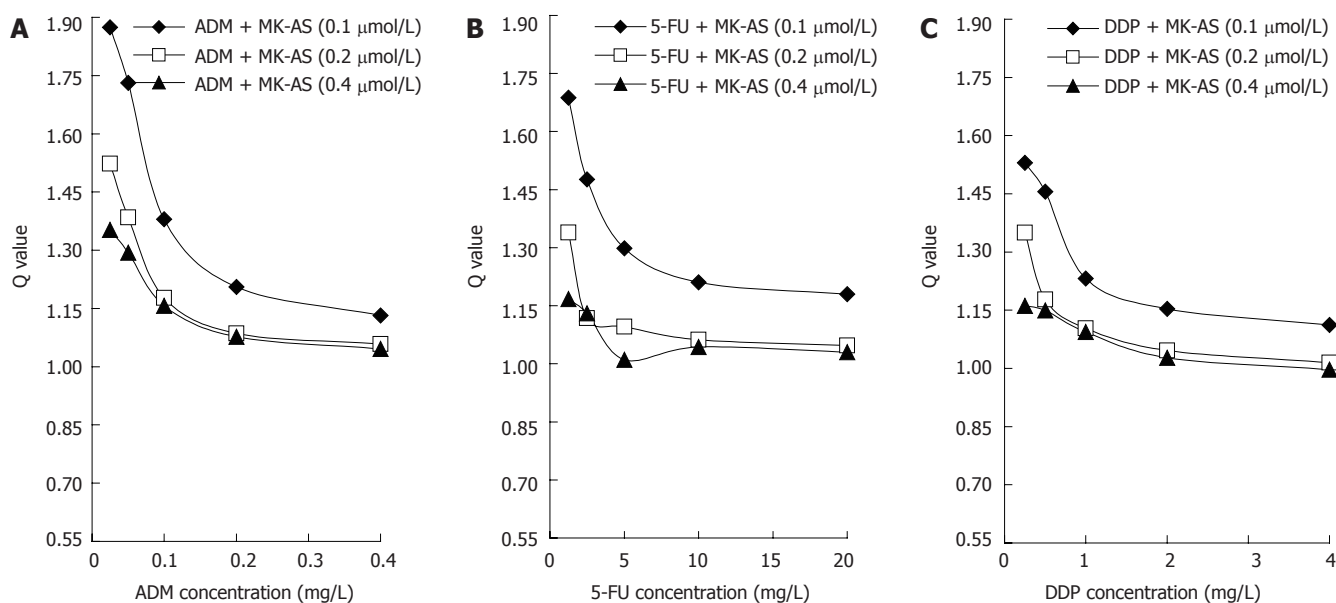 A
ADM + MK-AS (0.1 μmol/L)
ADM + MK-AS (0.2 μmol/L)
ADM + MK-AS (0.4 μmol/L)
1.90
1.75
1.60
1.45
1.30
1.15
1.00
0.85
0.70
0.55
Q value
0 0.1 0.2 0.3 0.4
ADM concentration (mg/L)
B
5-FU + MK-AS (0.1 μmol/L)
5-FU + MK-AS (0.2 μmol/L)
5-FU + MK-AS (0.4 μmol/L)
1.90
1.75
1.60
1.45
1.30
1.15
1.00
0.85
0.70
0.55
Q value
0 5 10 15 20
5-FU concentration (mg/L)
C
DDP + MK-AS (0.1 μmol/L)
DDP + MK-AS (0.2 μmol/L)
DDP + MK-AS (0.4 μmol/L)
1.90
1.75
1.60
1.45
1.30
1.15
1.00
0.85
0.70
0.55
Q value
0 1 2 3 4
DDP concentration (mg/L)